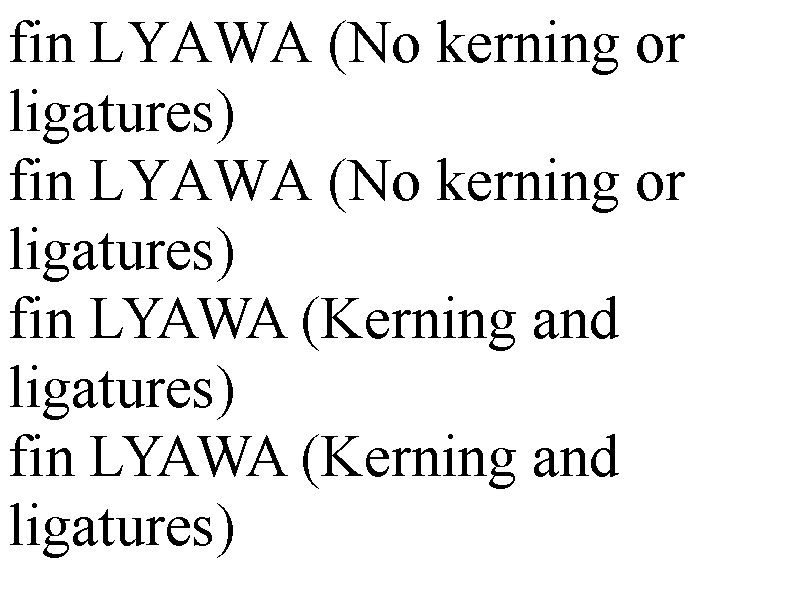 fin LYAWA (No kerning or
ligatures)
fin LYAWA (No kerning or
ligatures)
fin LYAWA (Kerning and
ligatures)
fin LYAWA (Kerning and
ligatures)